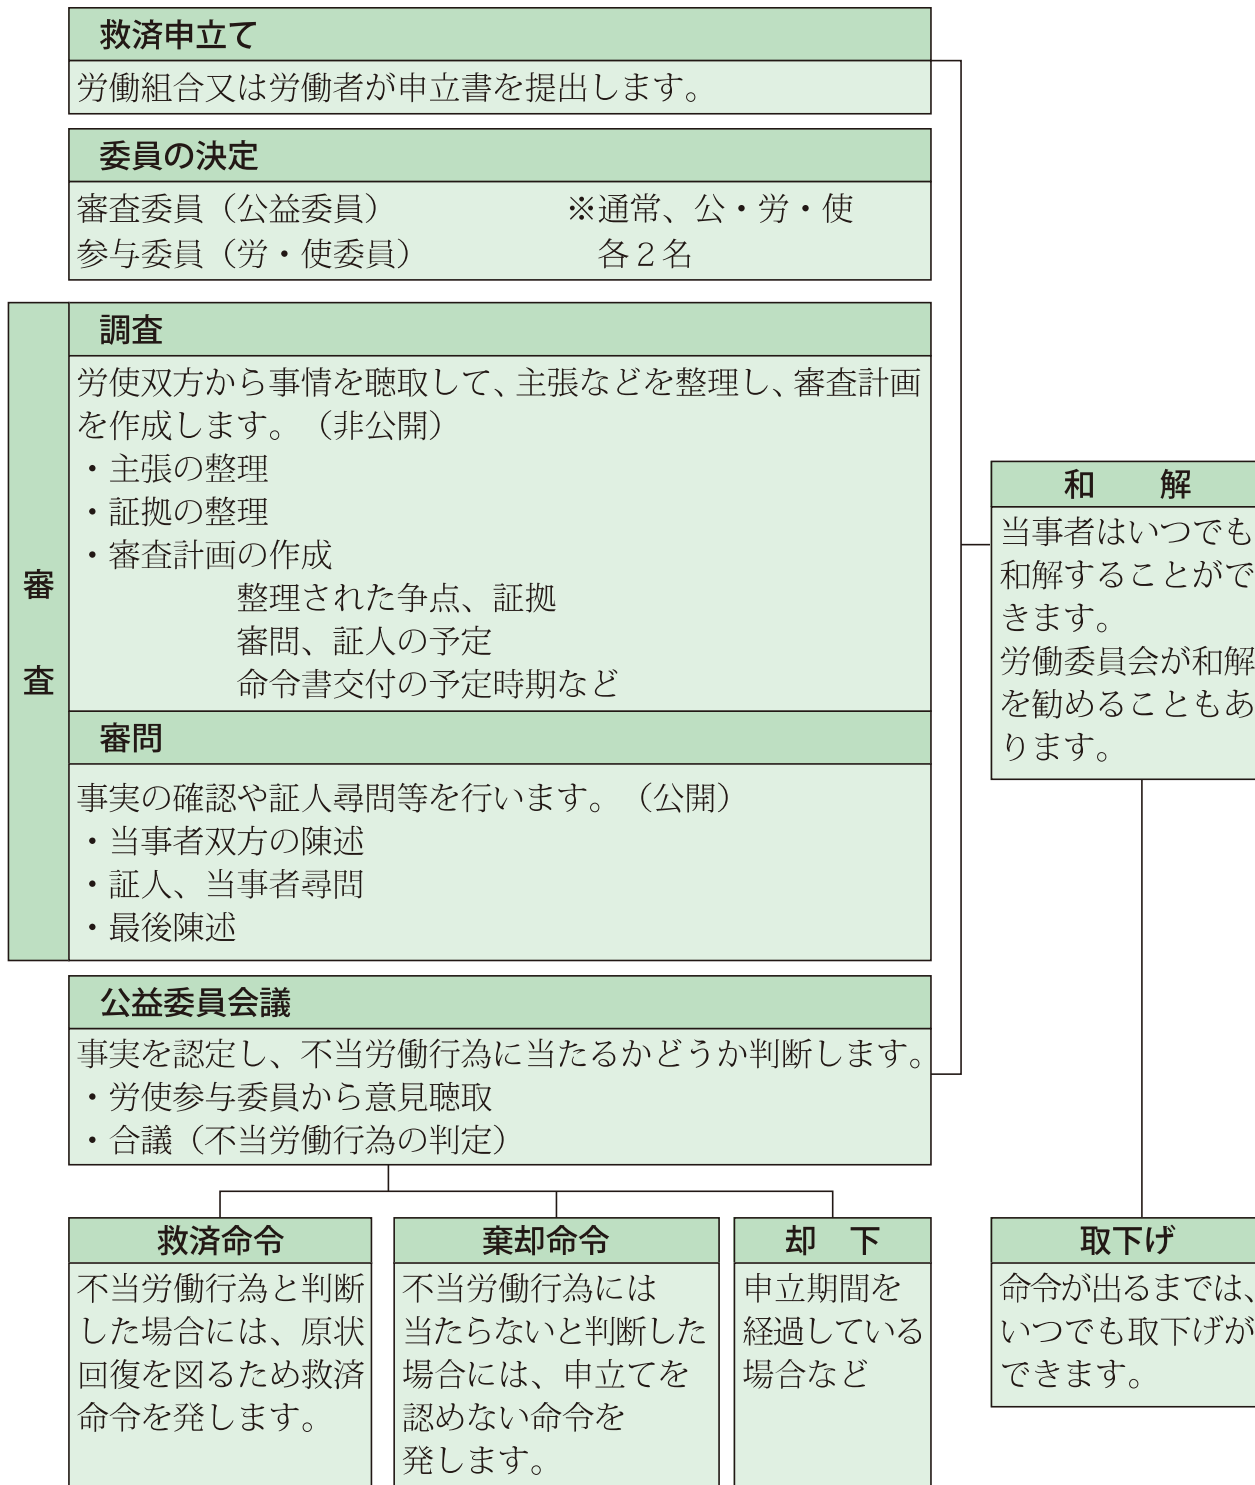 救済申立て
労働組合又は労働者が申立書を提出します。
委員の決定
審査委員（公益委員）　※通常、公・労・使
参与委員（労・使委員）　各２名
審査
調査
労使双方から事情を聴取して、主張などを整理し、審査計画
を作成します。（非公開）
・主張の整理
・証拠の整理
・審査計画の作成
整理された争点、証拠
審問、証人の予定
命令書交付の予定時期など
審問
事実の確認や証人尋問等を行います。（公開）
・当事者双方の陳述
・証人、当事者尋問
・最後陳述
公益委員会議
事実を認定し、不当労働行為に当たるかどうか判断します。
・労使参与委員から意見聴取
・合議（不当労働行為の判定）
和　解
当事者はいつでも
和解することがで
きます。
労働委員会が和解
を勧めることもあ
ります。
救済命令
不当労働行為と判断
した場合には、原状
回復を図るため救済
命令を発します。
棄却命令
不当労働行為には
当たらないと判断した
場合には、申立てを
認めない命令を
発します。
却　下
申立期間を
経過している
場合など
取下げ
命令が出るまでは、
いつでも取下げが
できます。